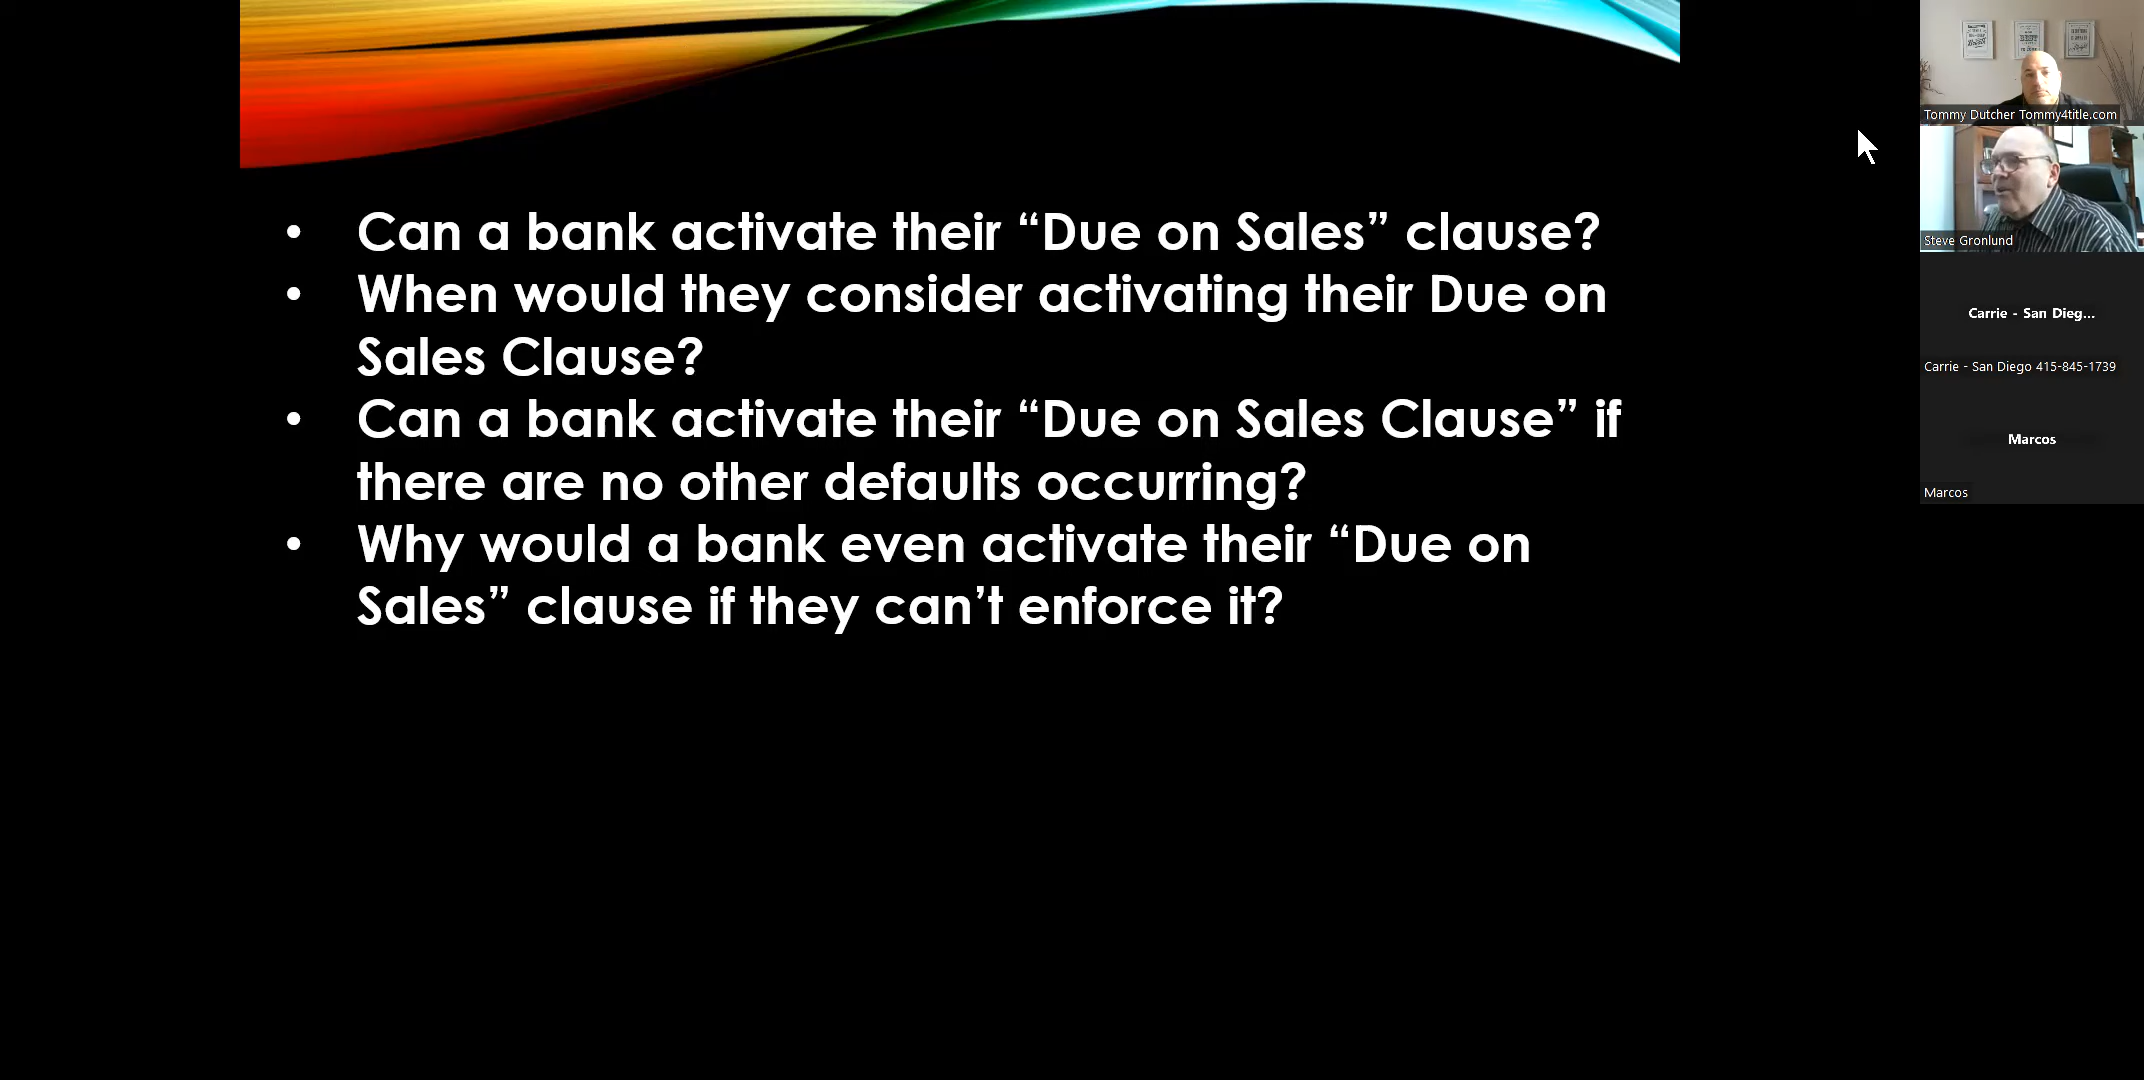 • Can a bank activate their “Due on Sales” clause?
• When would they consider activating their Due on
Sales Clause?
• Can a bank activate their “Due on Sales Clause” if
there are no other defaults occurring?
• Why would a bank even activate their “Due on
Sales” clause if they can’t enforce it?
Tommy Dutcher Tommy4title.com
Steve Gronlund
Carrie - San Dieg...
Carrie - San Diego 415-845-1739
Marcos
Marcos